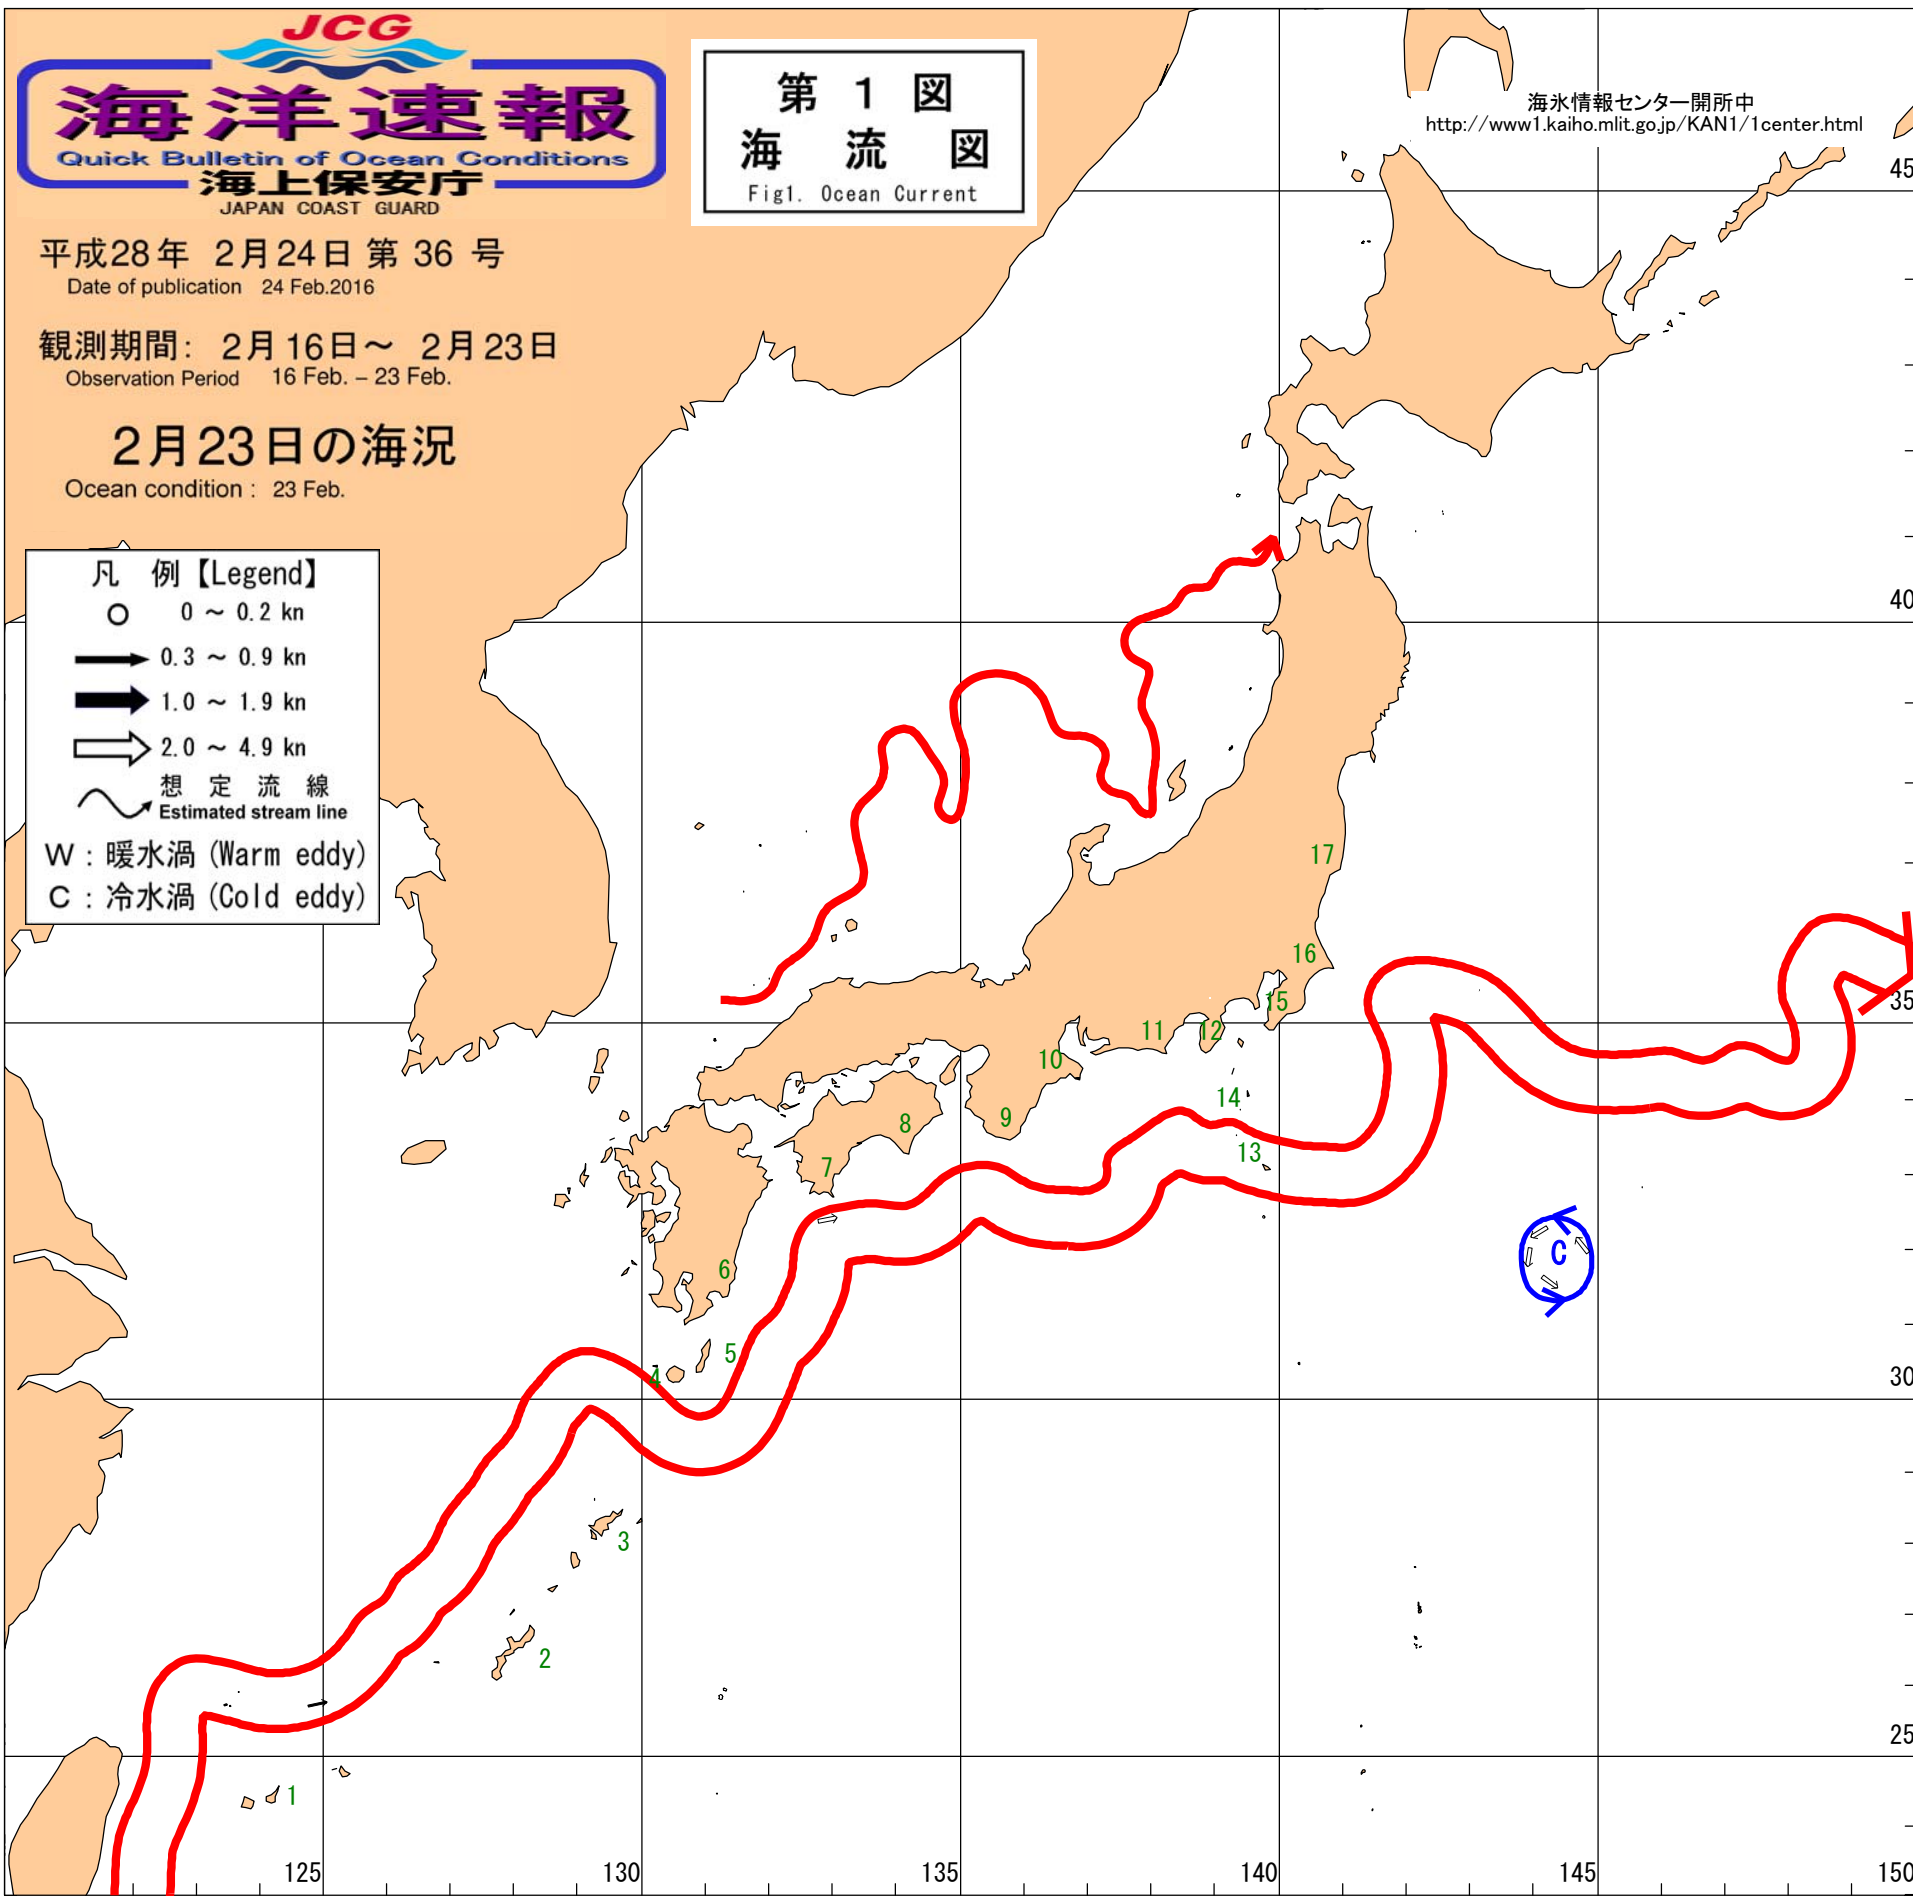 JCG
海洋速報
Quick Bulletin of Ocean Conditions
海上保安庁
JAPAN COAST GUARD
第 1 図
海 流 図
Fig1. Ocean Current
海氷情報センター開所中
http://www1.kaiho.mlit.go.jp/KAN1/1center.html
平成28年 2月24日 第 36 号
Date of publication 24 Feb.2016
観測期間: 2月16日～ 2月23日
Observation Period 16 Feb. – 23 Feb.
2月23日の海況
Ocean condition : 23 Feb.
凡 例【Legend】
0 ～ 0.2 kn
0.3 ～ 0.9 kn
1.0 ～ 1.9 kn
2.0 ～ 4.9 kn
想 定 流 線
Estimated stream line
W : 暖水渦 (Warm eddy)
C : 冷水渦 (Cold eddy)
45
40
17
16
35
15
12
11
10
14
9
8
13
7
C
6
5
4
30
3
2
25
1
125
130
135
140
145
150